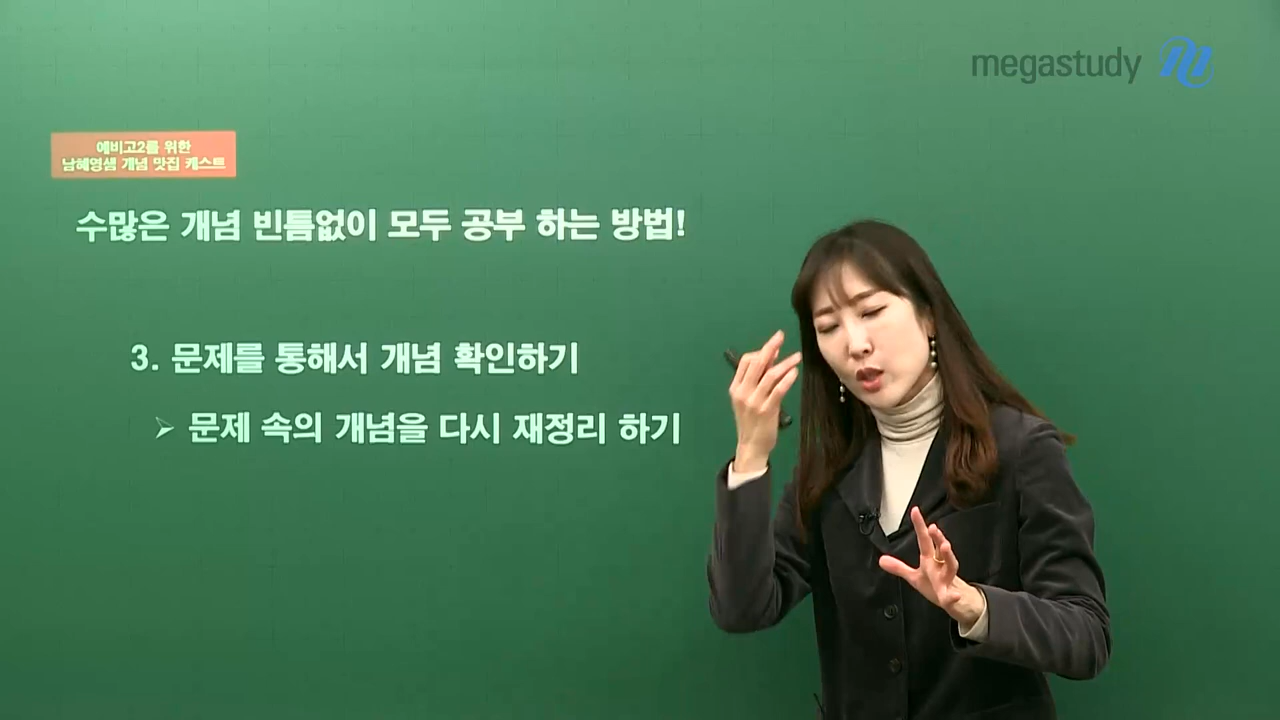 megastudy
예비고2를 위한
남혜영쌤 개념 맛집 캐스트
수많은 개념 빈틈없이 모두 공부 하는 방법!
3. 문제를 통해서 개념 확인하기
➢ 문제 속의 개념을 다시 재정리 하기